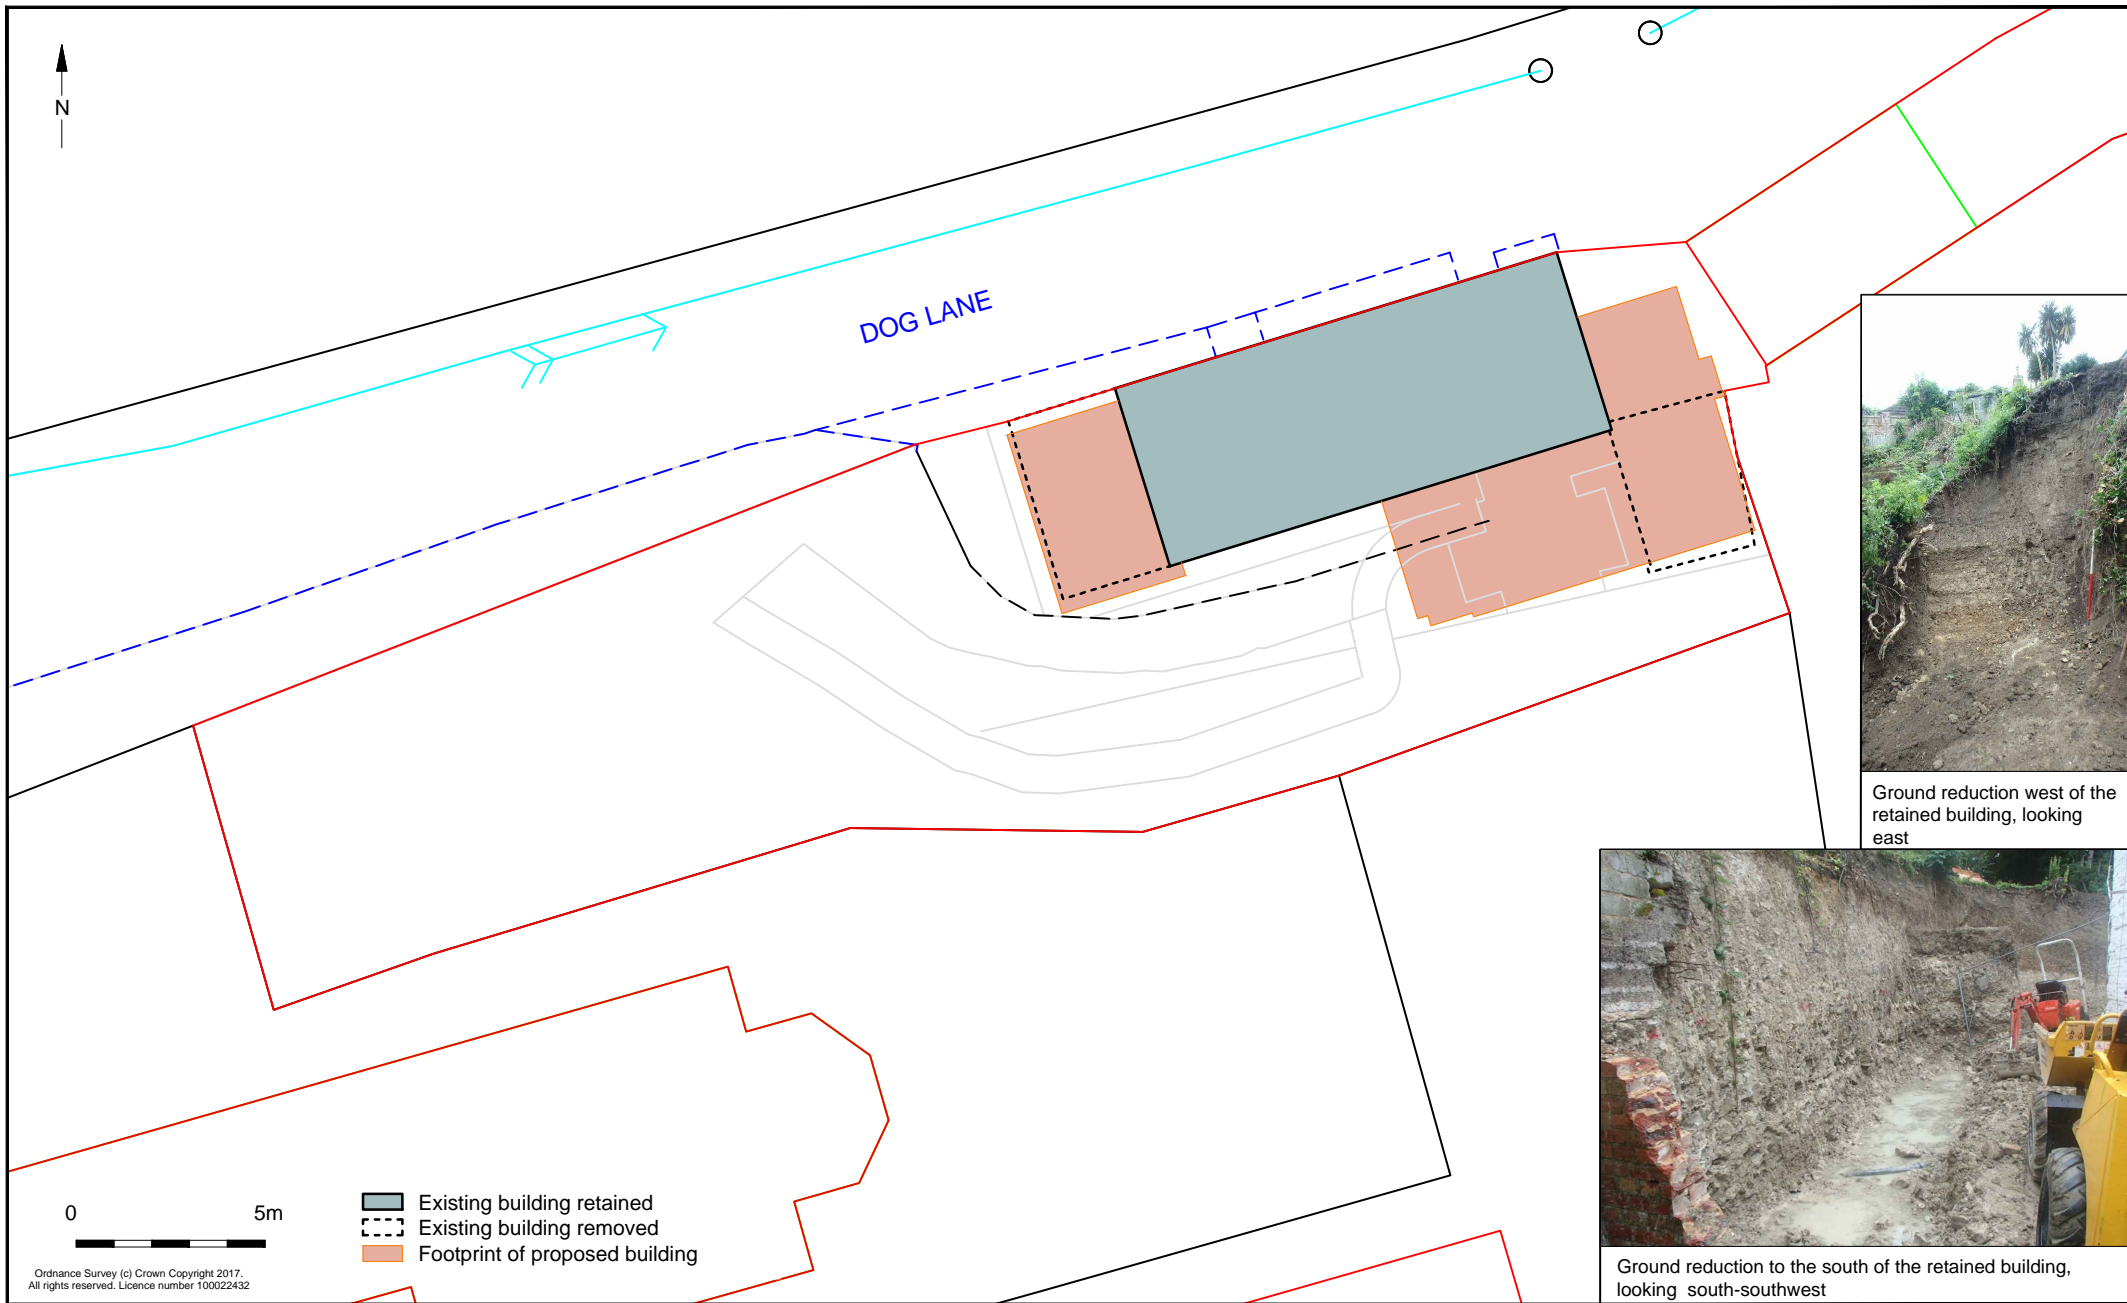 N
DOG LANE
Ground reduction west of the
retained building, looking
east
0 5m
Existing building retained
Existing building removed
Footprint of proposed building
Ordnance Survey (c) Crown Copyright 2017.
All rights reserved. Licence number 100022432
Ground reduction to the south of the retained building,
looking south-southwest